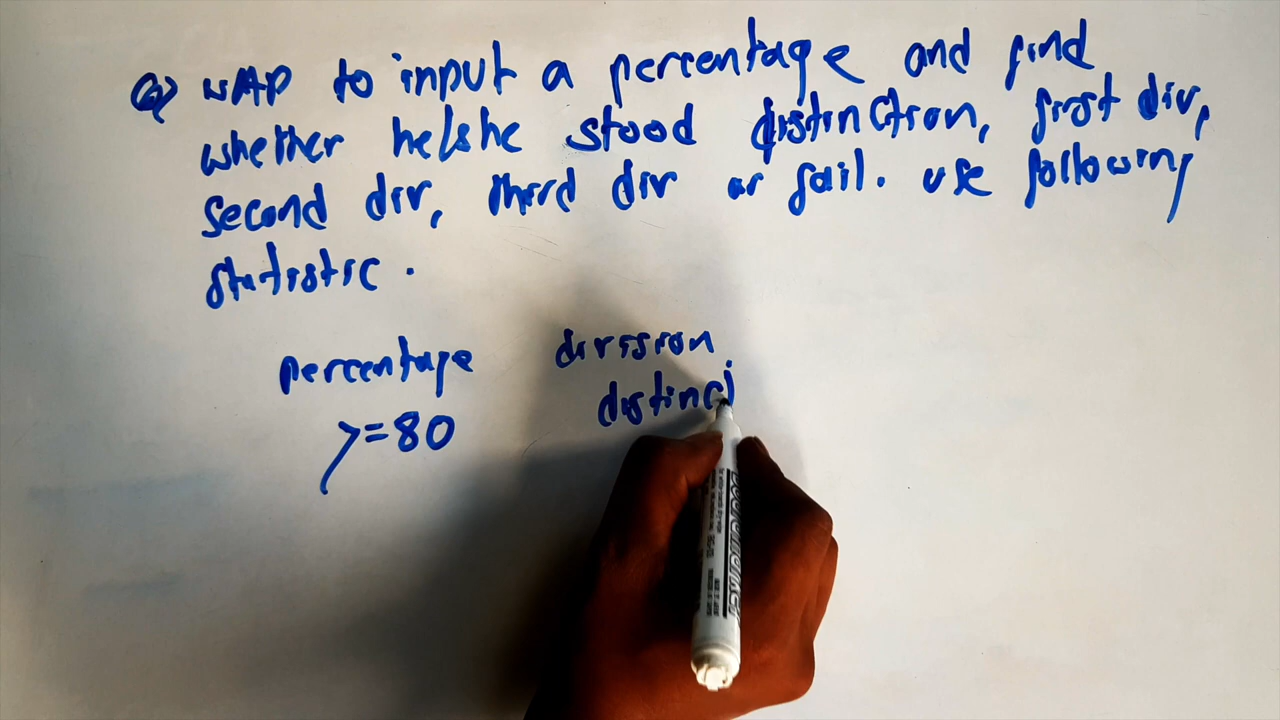 Q) WAP to input a percentage and find
whether he/she stood distinction, first div,
second div, third div or fail. use following
statistic.
percentage division
>=80 distinct